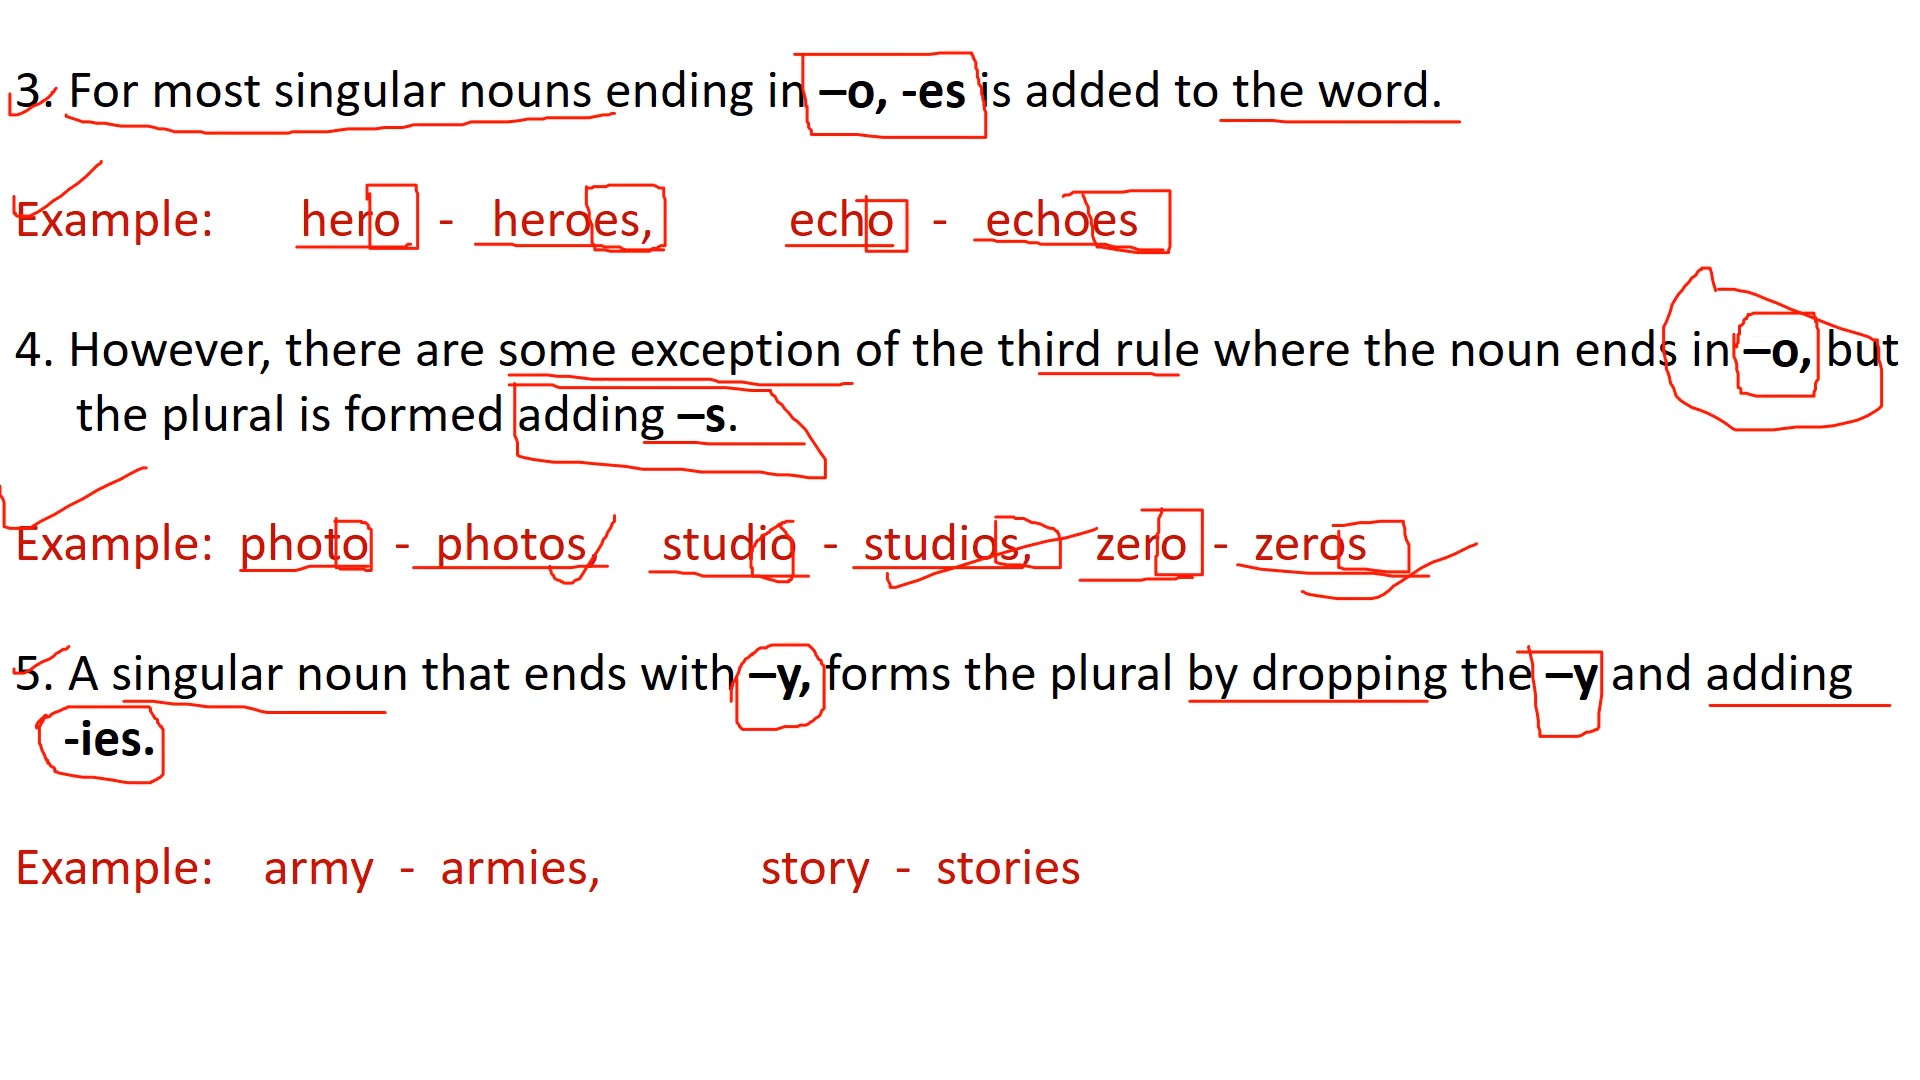 3. For most singular nouns ending in –o, -es is added to the word.
Example: hero - heroes, echo - echoes
4. However, there are some exception of the third rule where the noun ends in –o, but
the plural is formed adding –s.
Example: photo - photos, studio - studios, zero - zeros
5. A singular noun that ends with –y, forms the plural by dropping the –y and adding
-ies.
Example: army - armies, story - stories